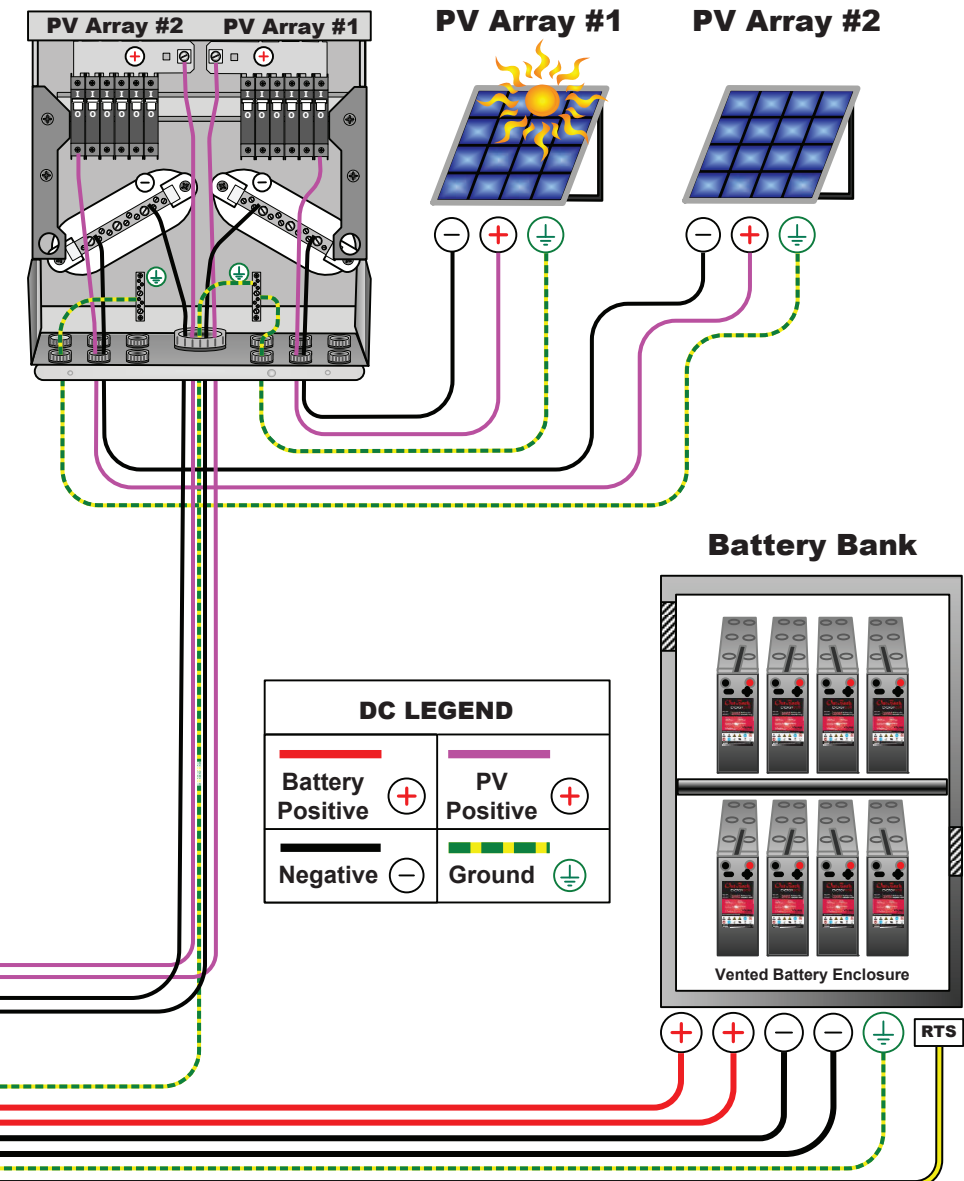 PV Array #2 PV Array #1
PV Array #1
PV Array #2
+ +
I I I I I I
O O O O O O
I I I I I I
O O O O O O
− −
− +
− +
Battery Bank
DC LEGEND
Battery Positive +
PV Positive +
Negative −
Ground
Vented Battery Enclosure
+ + − −
RTS